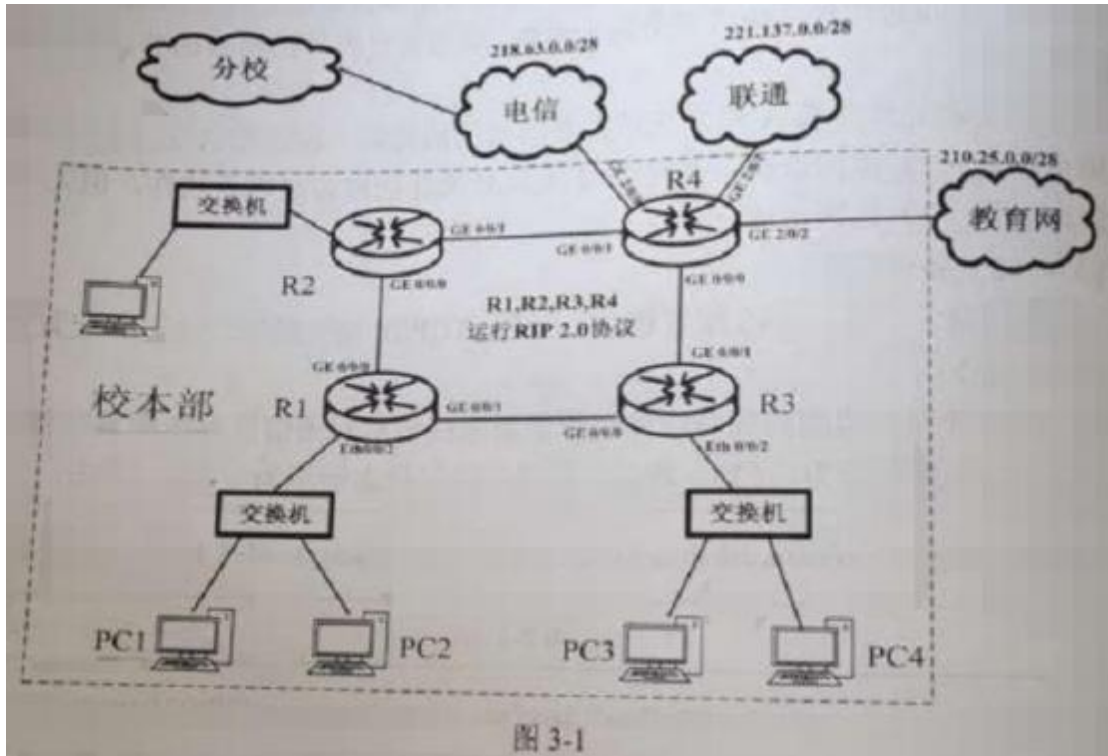 218.63.0.0/28
221.137.0.0/28
分校
电信
联通
210.25.0.0/28
R4
交换机
教育网
GE 0/0/1
GE 2/0/2
GE 0/0/1
R2
GE 0/0/0
GE 0/0/0
R1,R2,R3,R4
运行RIP 2.0协议
GE 0/0/0
GE 0/0/1
校本部
R1
GE 0/0/1
R3
GE 0/0/0
Eth0/0/2
Eth 0/0/2
交换机
交换机
PC1
PC2
PC3
PC4
图 3-1